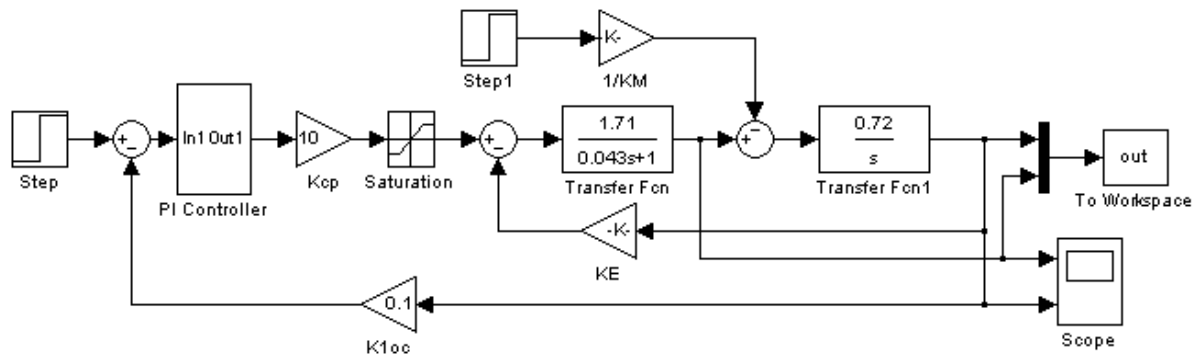 Step1
K-
1/KM
Step
In1 Out1
PI Controller
10
Kcp
Saturation
1.71
0.043s+1
Transfer Fcn
0.72
s
Transfer Fcn1
out
To Workspace
-K-
KE
0.1
K1oc
Scope